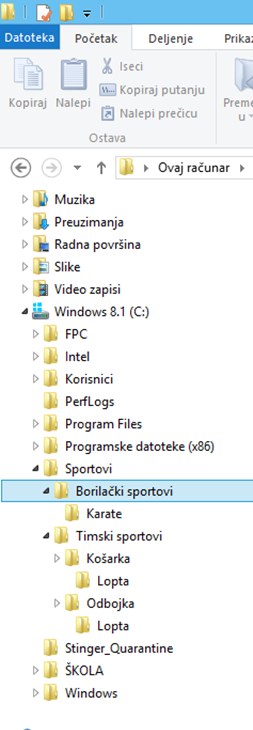 Datoteka Početak Deljenje Prikaz
Kopiraj Nalepi Iseci
Kopiraj putanju
Nalepi prečicu
Preme
u
Ostava
Ovaj računar
Muzika
Preuzimanja
Radna površina
Slike
Video zapisi
Windows 8.1 (C:)
FPC
Intel
Korisnici
PerfLogs
Program Files
Programske datoteke (x86)
Sportovi
Borilački sportovi
Karate
Timski sportovi
Košarka
Lopta
Odbojka
Lopta
Stinger_Quarantine
ŠKOLA
Windows